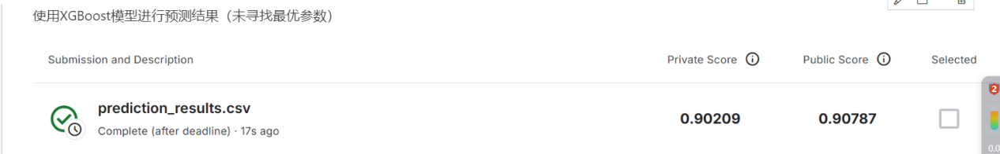 使用XGBoost模型进行预测结果（未寻找最优参数）
Submission and Description Private Score Public Score Selected
prediction_results.csv 0.90209 0.90787
Complete (after deadline) · 17s ago
2
0.0